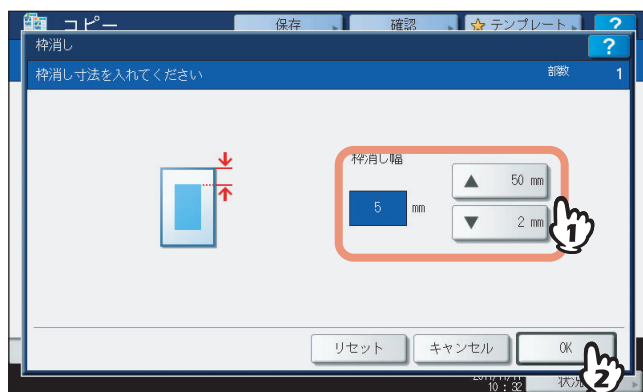 コピー 保存 確認 テンプレート ?
枠消し ?
枠消し寸法を入れてください 部数 1
枠消し幅
▲ 50 mm
5 mm
▼ 2 mm
1
リセット キャンセル OK
2
10:32 状況